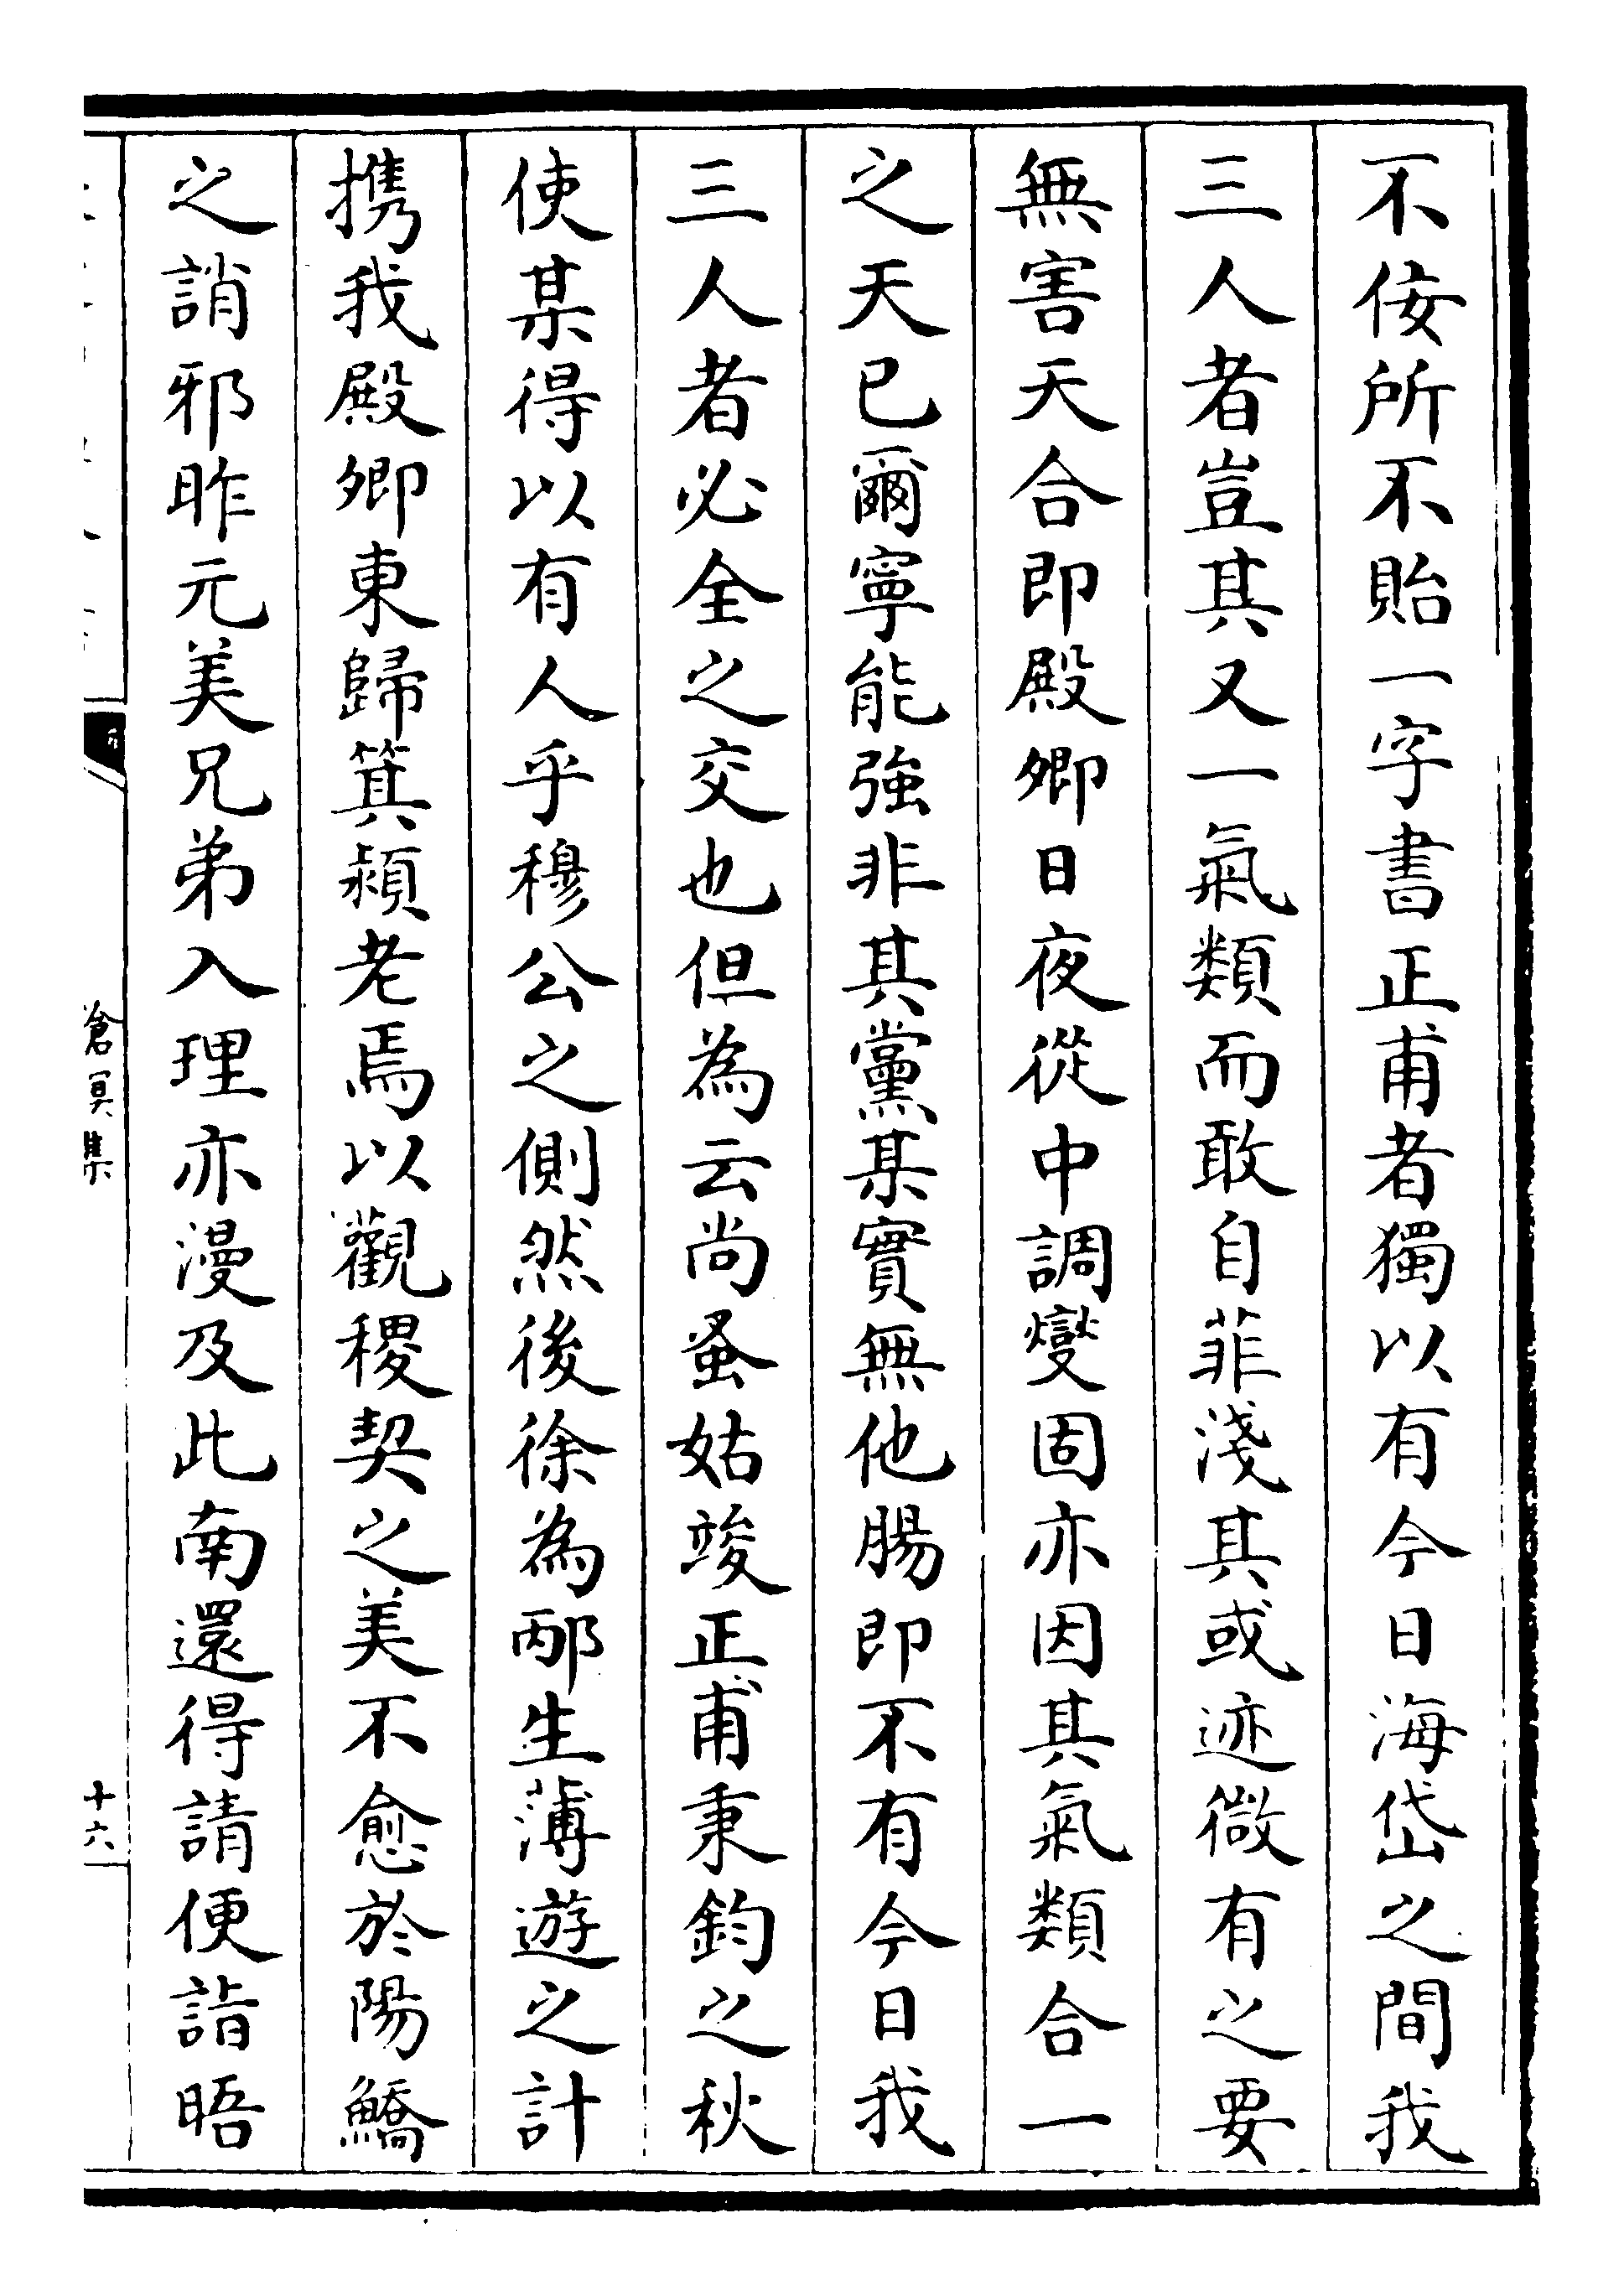 不佞所不貽一字書正甫者獨以有今日海岱之間我
三人者豈其又一氣類而敢自菲淺其或迹微有之要
無害天合即殿卿日夜從中調燮固亦因其氣類合一
之天已爾寧能強非其黨某實無他腸即不有今日我
三人者必全之交也但為云尚蚤姑竣正甫秉鈞之秋
使某得以有人乎穆公之側然後徐為邴生薄遊之計
携我殿卿東歸箕潁老焉以觀稷契之美不愈於陽鱎
之誚邪昨元美兄弟入理亦漫及此南還得請便詣晤
滄溟集
十六